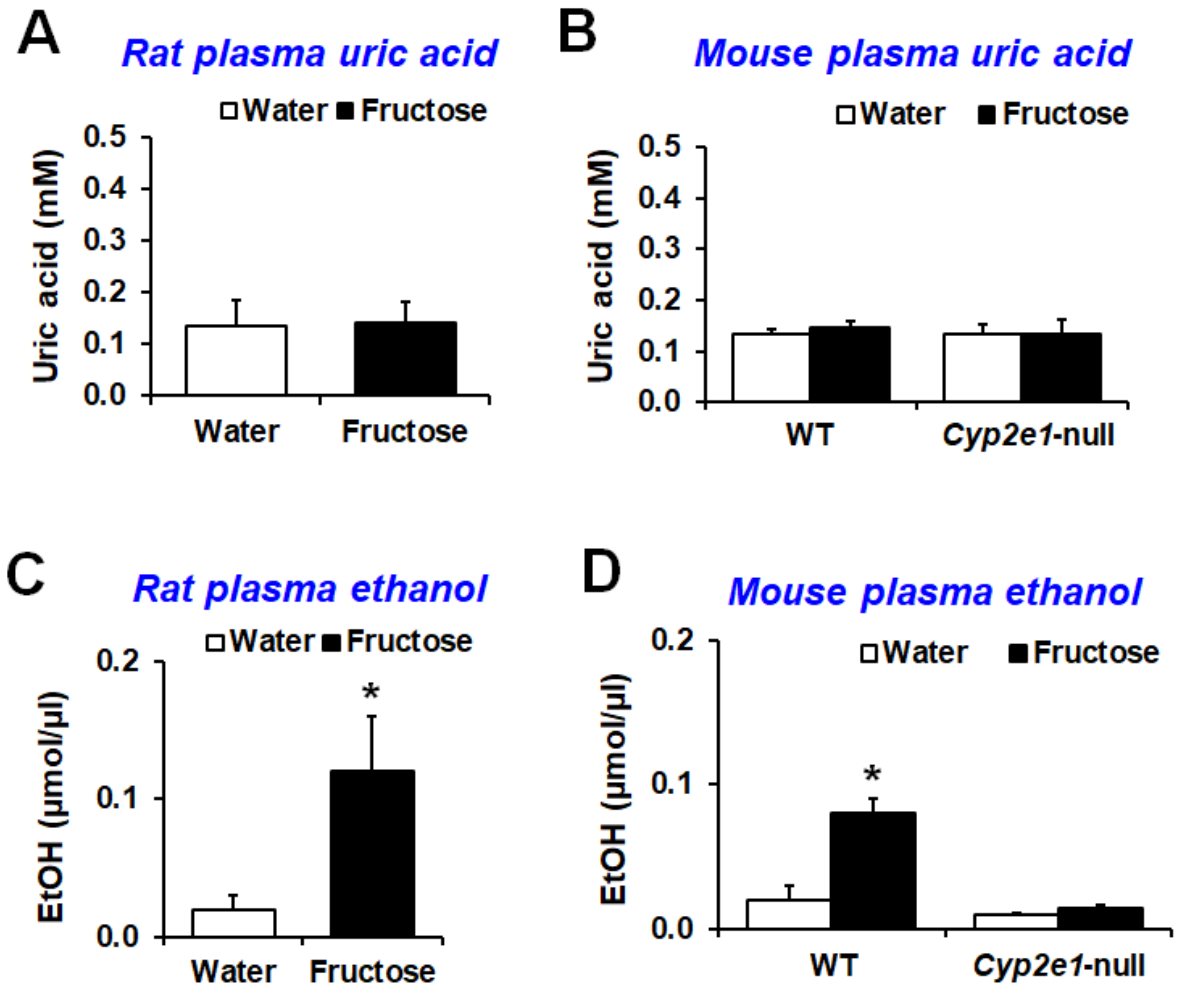 A
Rat plasma uric acid
Water Fructose
Uric acid (mM)
0.5
0.4
0.3
0.2
0.1
0.0
Water Fructose
B
Mouse plasma uric acid
Water Fructose
Uric acid (mM)
0.5
0.4
0.3
0.2
0.1
0.0
WT Cyp2e1-null
C
Rat plasma ethanol
Water Fructose
EtOH (µmol/µl)
0.2
0.1
0.0
*
Water Fructose
D
Mouse plasma ethanol
Water Fructose
EtOH (µmol/µl)
0.2
0.1
0.0
*
WT Cyp2e1-null